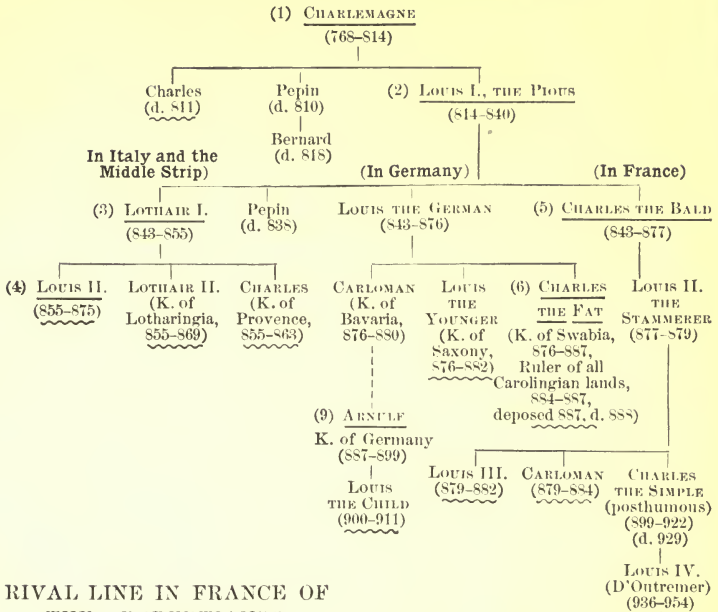 (1) CHARLEMAGNE
(768–814)
Charles
(d. 811)
Pepin
(d. 810)
Bernard
(d. 818)
(2) LOUIS I., THE PIOUS
(814–840)
In Italy and the
Middle Strip)
(In Germany)
(In France)
(3) LOTHAIR I.
(843–855)
Pepin
(d. 838)
LOUIS THE GERMAN
(843–876)
(5) CHARLES THE BALD
(843–877)
(4) LOUIS II.
(855–875)
LOTHAIR II.
(K. of
Lotharingia,
855–869)
CHARLES
(K. of
Provence,
855–863)
CARLOMAN
(K. of
Bavaria,
876–880)
LOUIS
THE
YOUNGER
(K. of
Saxony,
876–882)
(6) CHARLES
THE FAT
(K. of Swabia,
876–887,
Ruler of all
Carolingian lands,
884–887,
deposed 887, d. 888)
LOUIS II.
THE
STAMMERER
(877–879)
(9) ARNULF
K. of Germany
(887–899)
LOUIS
THE CHILD
(900–911)
LOUIS III.
(879–882)
CARLOMAN
(879–884)
CHARLES
THE SIMPLE
(posthumous)
(899–922)
(d. 929)
LOUIS IV.
(D'Outremer)
(936–954)
RIVAL LINE IN FRANCE OF